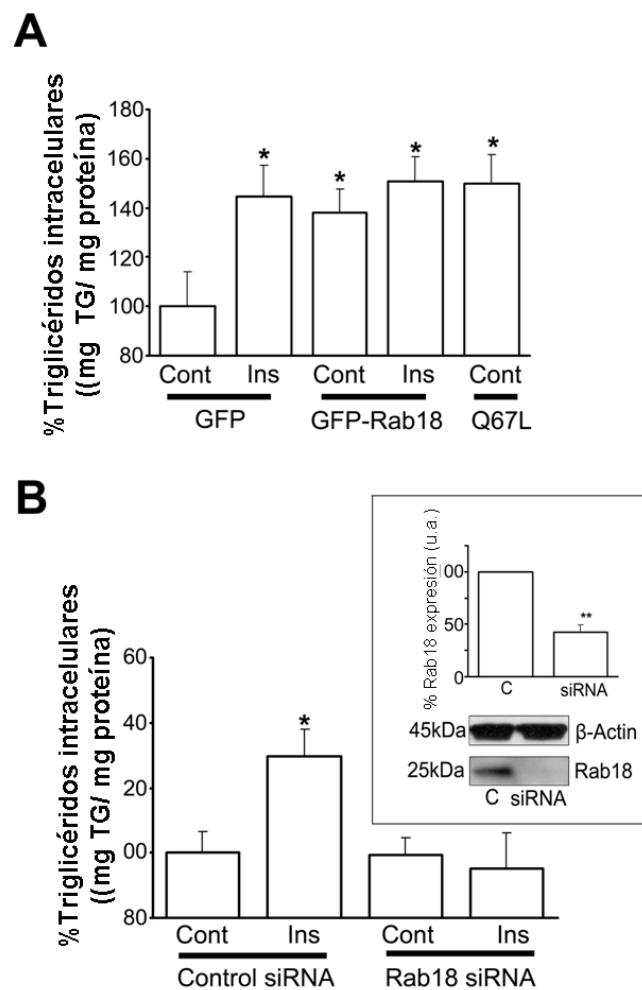 A
%Triglicéridos intracelulares
((mg TG/ mg proteína)
180
160
140
120
100
80
*
*
*
*
Cont Ins Cont Ins Cont
GFP GFP-Rab18 Q67L
B
%Triglicéridos intracelulares
((mg TG/ mg proteína)
60
40
20
00
80
*
Cont Ins Cont Ins
Control siRNA Rab18 siRNA
% Rab18 expresión (u.a.)
00
50
0
**
C siRNA
45kDa β-Actin
25kDa Rab18
C siRNA